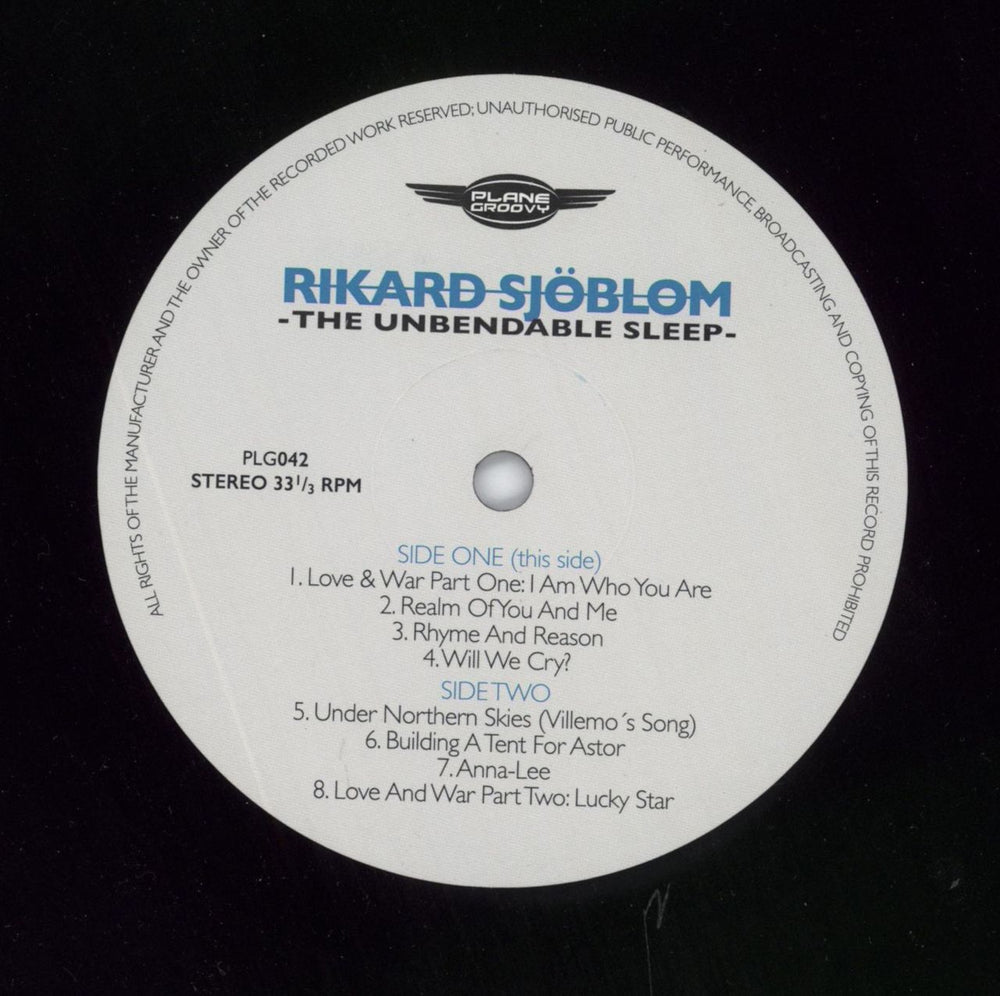 ALL RIGHTS OF THE MANUFACTURER AND THE OWNER OF THE RECORDED WORK RESERVED; UNAUTHORISED PUBLIC PERFORMANCE, BROADCASTING AND COPYING OF THIS RECORD PROHIBITED
PLANE
GROOVY
RIKARD SJÖBLOM
-THE UNBENDABLE SLEEP-
PLG042
STEREO 33 1/3 RPM
SIDE ONE (this side)
1. Love & War Part One: I Am Who You Are
2. Realm Of You And Me
3. Rhyme And Reason
4. Will We Cry?
SIDE TWO
5. Under Northern Skies (Villemo´s Song)
6. Building A Tent For Astor
7. Anna-Lee
8. Love And War Part Two: Lucky Star